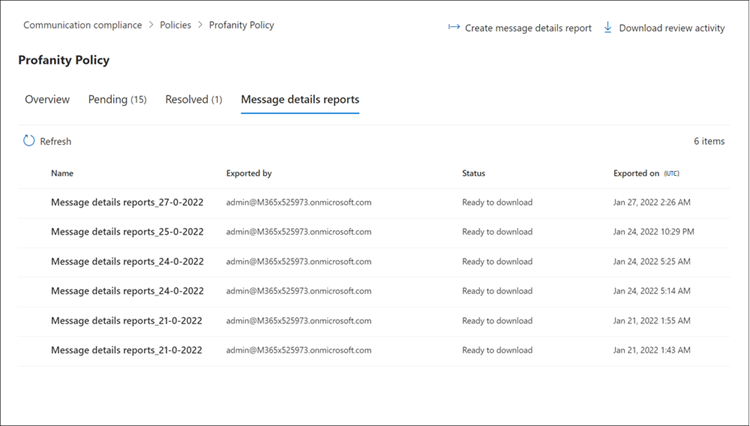 Communication compliance > Policies > Profanity Policy
Create message details report Download review activity
Profanity Policy
Overview Pending (15) Resolved (1) Message details reports
Refresh 6 items
Name Exported by Status Exported on (UTC)
Message details reports_27-0-2022 admin@M365x525973.onmicrosoft.com Ready to download Jan 27, 2022 2:26 AM
Message details reports_25-0-2022 admin@M365x525973.onmicrosoft.com Ready to download Jan 24, 2022 10:29 PM
Message details reports_24-0-2022 admin@M365x525973.onmicrosoft.com Ready to download Jan 24, 2022 5:25 AM
Message details reports_24-0-2022 admin@M365x525973.onmicrosoft.com Ready to download Jan 24, 2022 5:14 AM
Message details reports_21-0-2022 admin@M365x525973.onmicrosoft.com Ready to download Jan 21, 2022 1:55 AM
Message details reports_21-0-2022 admin@M365x525973.onmicrosoft.com Ready to download Jan 21, 2022 1:43 AM